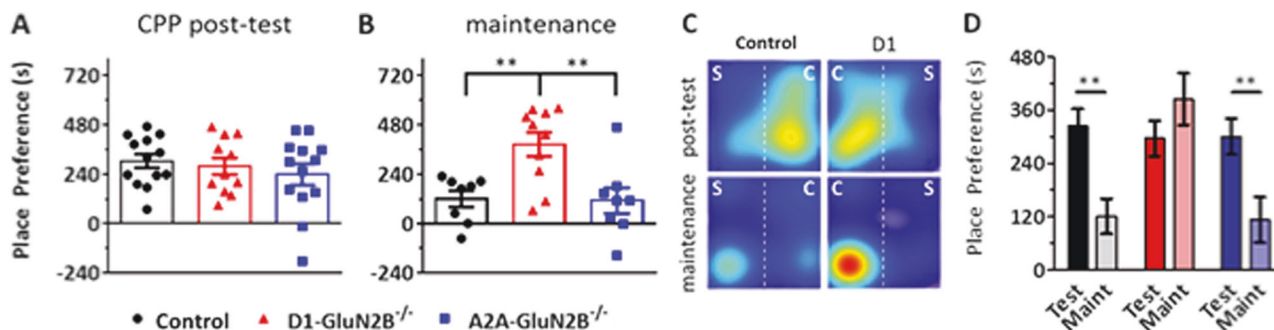 A CPP post-test
Place Preference (s)
720
480
240
0
-240
B maintenance
720
480
240
0
-240
** **
Control D1-GluN2B-/- A2A-GluN2B-/-
C
Control D1
post-test
S C C S
maintenance
S C C S
D
Place Preference (s)
480
360
240
120
0
** **
Test Maint Test Maint Test Maint